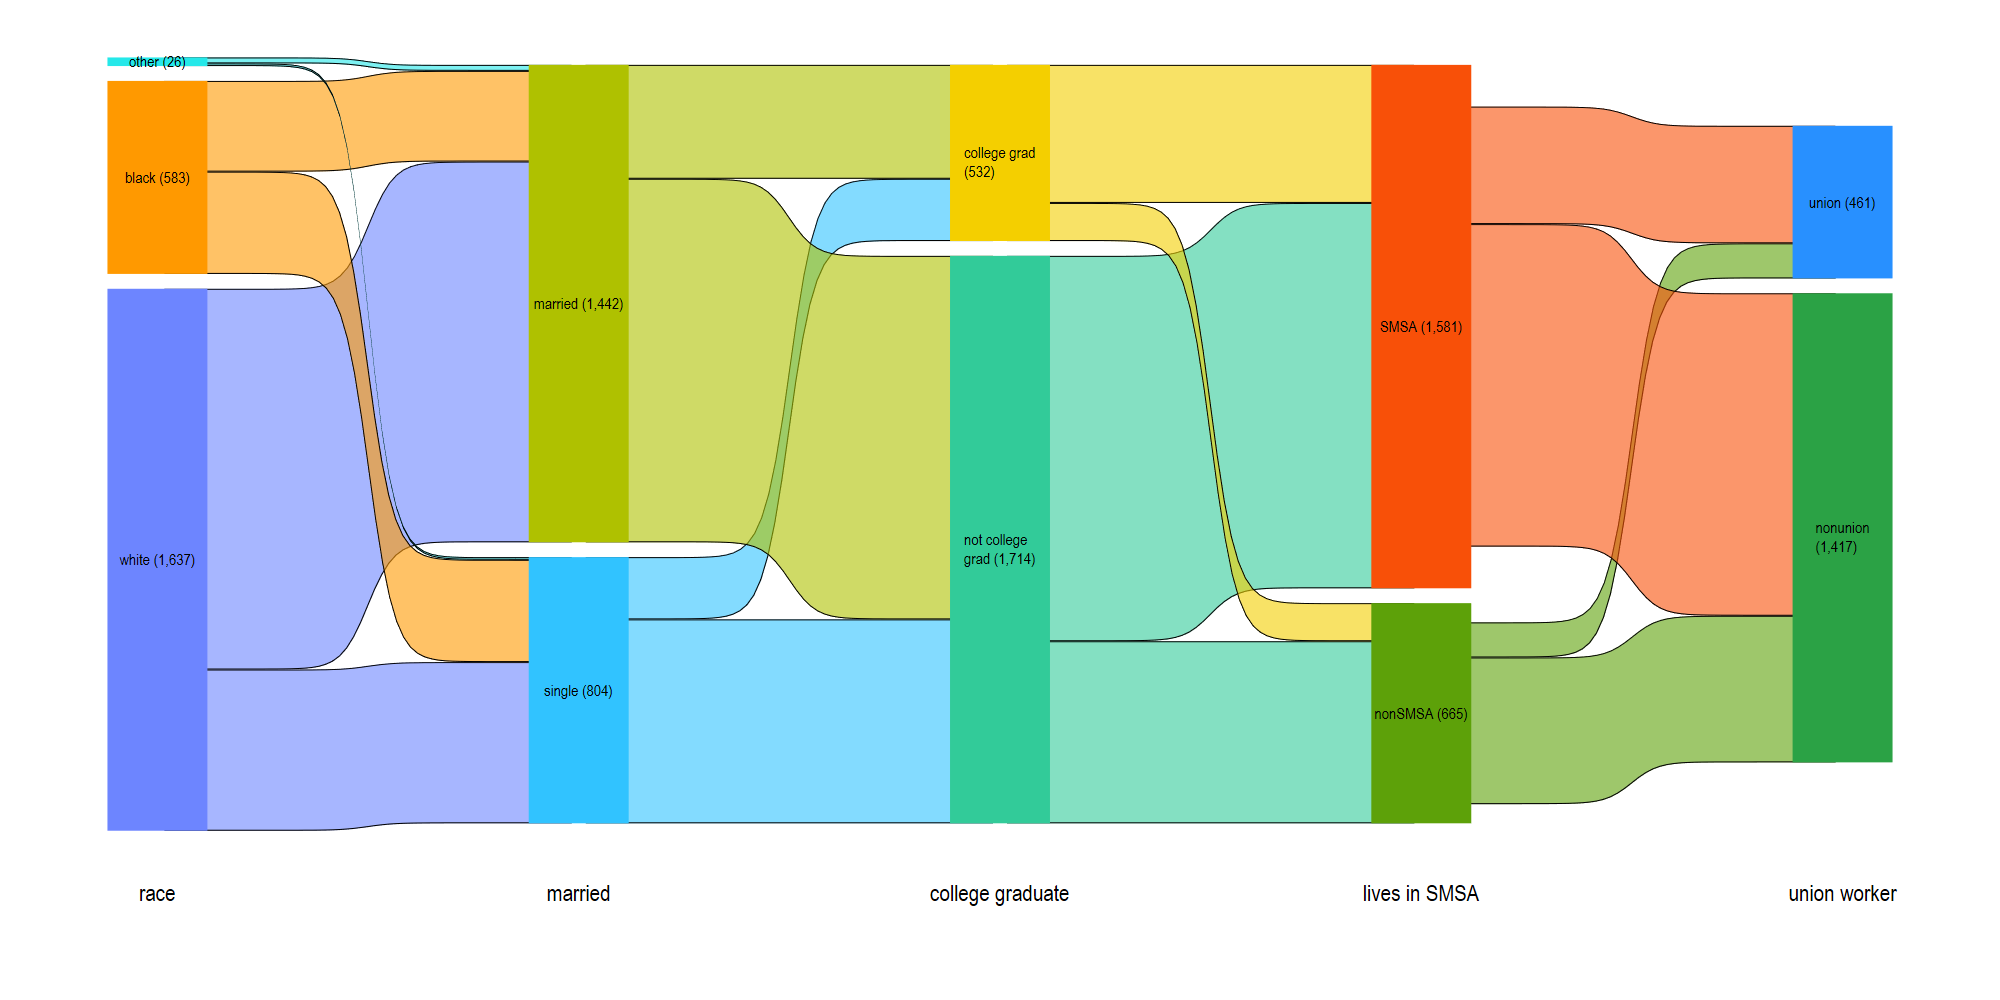 other (26)
black (583)
white (1,637)
married (1,442)
single (804)
college grad
(532)
not college
grad (1,714)
SMSA (1,581)
nonSMSA (665)
union (461)
nonunion
(1,417)
race
married
college graduate
lives in SMSA
union worker